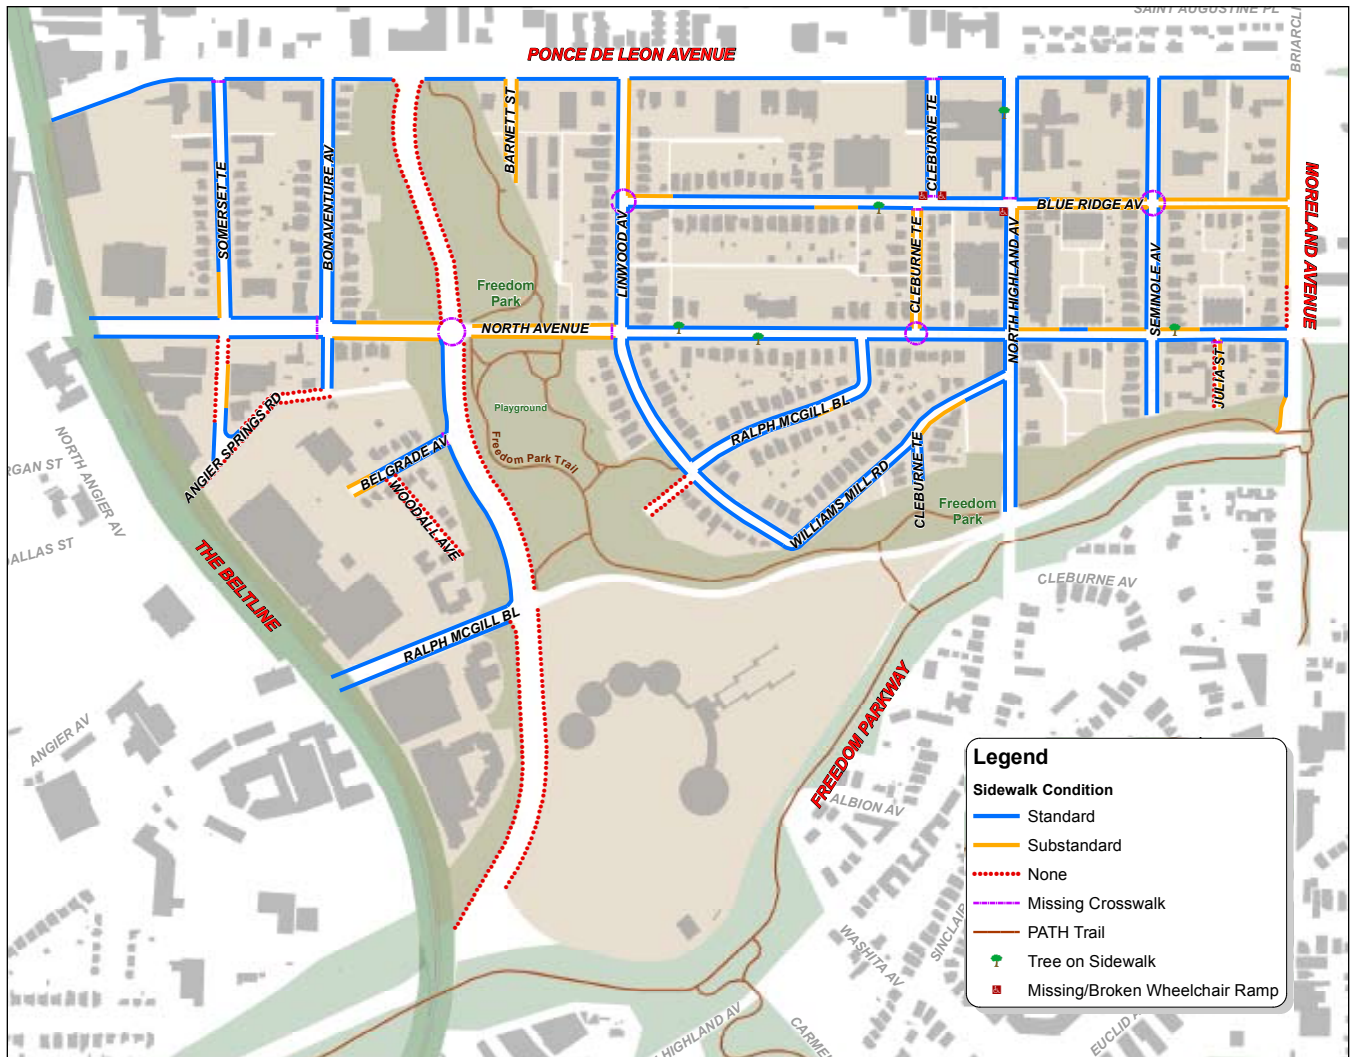 SAINT AUGUSTINE PL
BRIARCLI
PONCE DE LEON AVENUE
BARNETT ST
CLEBURNE TE
SOMERSET TE
BONAVENTURE AV
MORELAND AVENUE
BLUE RIDGE AV
LINWOOD AV
CLEBURNE TE
NORTH HIGHLAND AV
SEMINOLE AV
Freedom
Park
NORTH AVENUE
JULIA ST
Playground
Freedom Park Trail
RALPH MCGILL BL
ANGIER SPRINGS RD
BELGRADE AV
WOODALL AVE
CLEBURNE TE
WILLIAMS MILL RD
Freedom
Park
NORTH ANGIER AV
RGAN ST
DALLAS ST
THE BELTLINE
CLEBURNE AV
RALPH MCGILL BL
FREEDOM PARKWAY
ANGIER AV
ALBION AV
WASHITA AV
SINCLAIR
HIGHLAND AV
CARME
EUCLID
Legend
Sidewalk Condition
Standard
Substandard
None
Missing Crosswalk
PATH Trail
Tree on Sidewalk
Missing/Broken Wheelchair Ramp